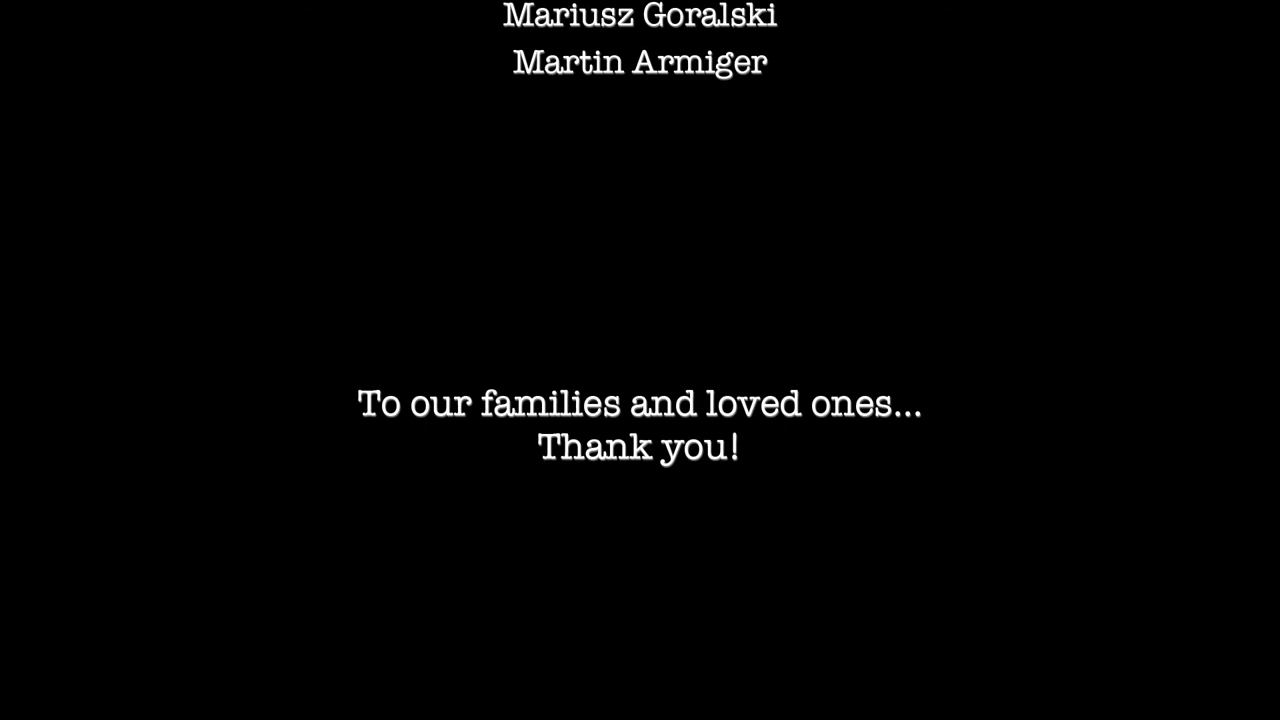 Mariusz Goralski
Martin Armiger
To our families and loved ones...
Thank you!